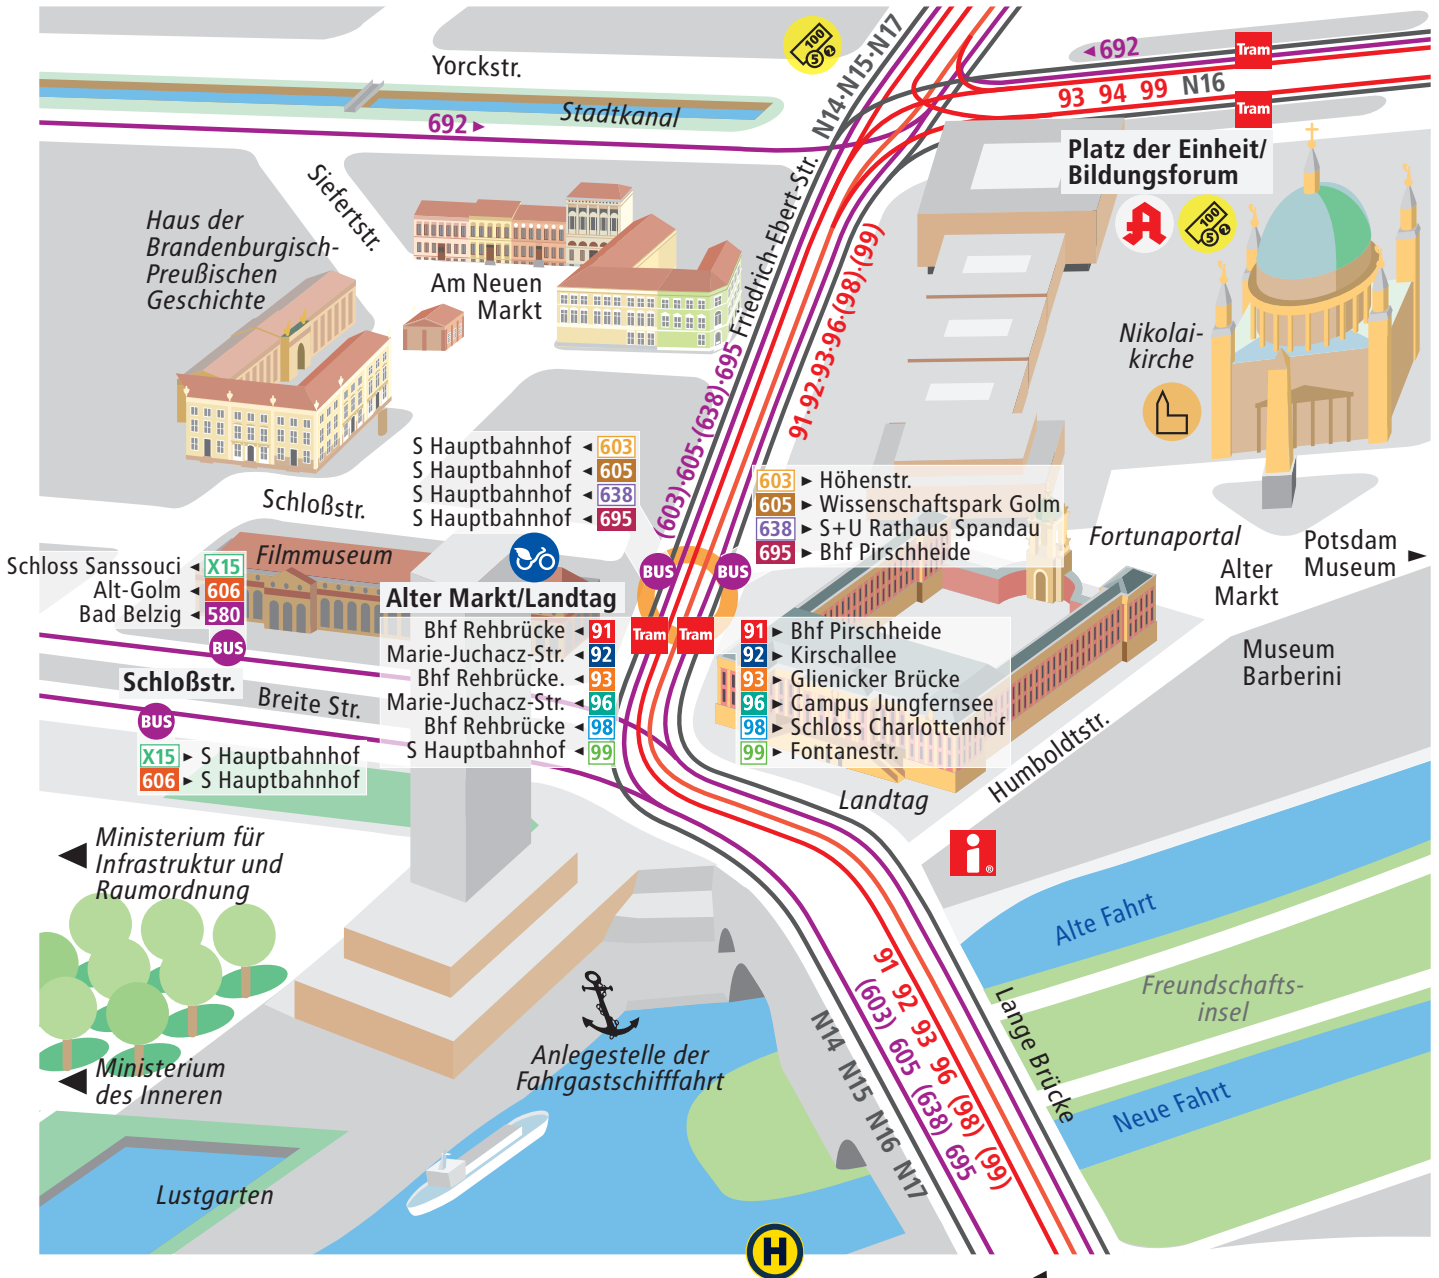 100
5 2
N14·N15·N17
◄692
Tram
Yorckstr.
93 94 99 N16
Tram
Stadtkanal
692►
Platz der Einheit/
Bildungsforum
Siefertstr.
Friedrich-Ebert-Str.
100
5 2
Haus der
Brandenburgisch-
Preußischen
Geschichte
91·92·93·96·(98)·(99)
Am Neuen
Markt
Nikolai-
kirche
(603)·605·(638)·695
S Hauptbahnhof ◄ 603
S Hauptbahnhof ◄ 605
S Hauptbahnhof ◄ 638
S Hauptbahnhof ◄ 695
603 ► Höhenstr.
605 ► Wissenschaftspark Golm
638 ► S+U Rathaus Spandau
695 ► Bhf Pirschheide
Schloßstr.
Filmmuseum
Fortunaportal
Potsdam
Museum
Alter
Markt
Schloss Sanssouci ◄ X15
Alt-Golm ◄ 606
Bad Belzig ◄ 580
BUS
BUS
BUS
Alter Markt/Landtag
Tram
Tram
Bhf Rehbrücke ◄ 91
Marie-Juchacz-Str. ◄ 92
Bhf Rehbrücke. ◄ 93
Marie-Juchacz-Str. ◄ 96
Bhf Rehbrücke ◄ 98
S Hauptbahnhof ◄ 99
91 ► Bhf Pirschheide
92 ► Kirschallee
93 ► Glienicker Brücke
96 ► Campus Jungfernsee
98 ► Schloss Charlottenhof
99 ► Fontanestr.
Museum
Barberini
Schloßstr.
Breite Str.
BUS
X15 ► S Hauptbahnhof
606 ► S Hauptbahnhof
Humboldtstr.
Landtag
i
®
Ministerium für
Infrastruktur und
Raumordnung
Alte Fahrt
91 92 93 96 (98) (99)
(603) 605 (638) 695
N14 N15 N16 N17
Lange Brücke
Freundschafts-
insel
Anlegestelle der
Fahrgastschifffahrt
Ministerium
des Inneren
Neue Fahrt
Lustgarten
H